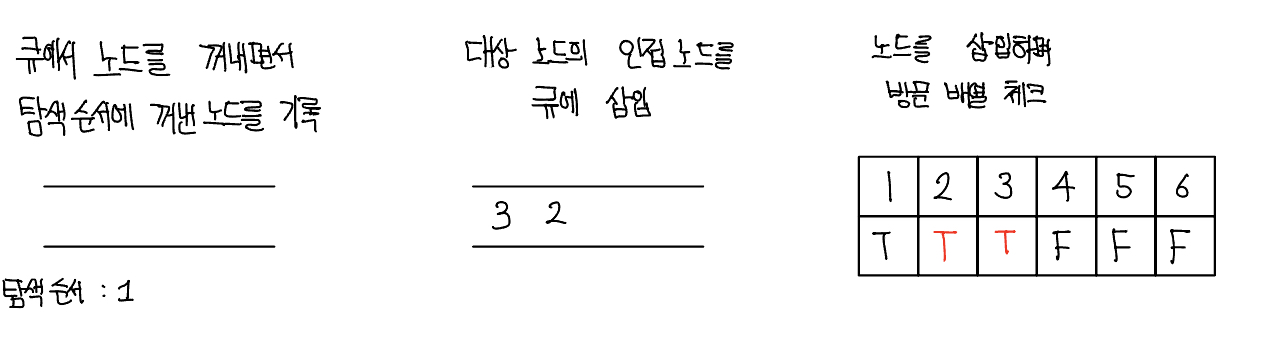 큐에서 노드를 꺼내면서
탐색 순서에 꺼낸 노드를 기록
탐색 순서 : 1
대상 노드의 인접 노드를
큐에 삽입
3 2
노드를 삽입하며
방문 배열 체크
1 2 3 4 5 6
T T T F F F